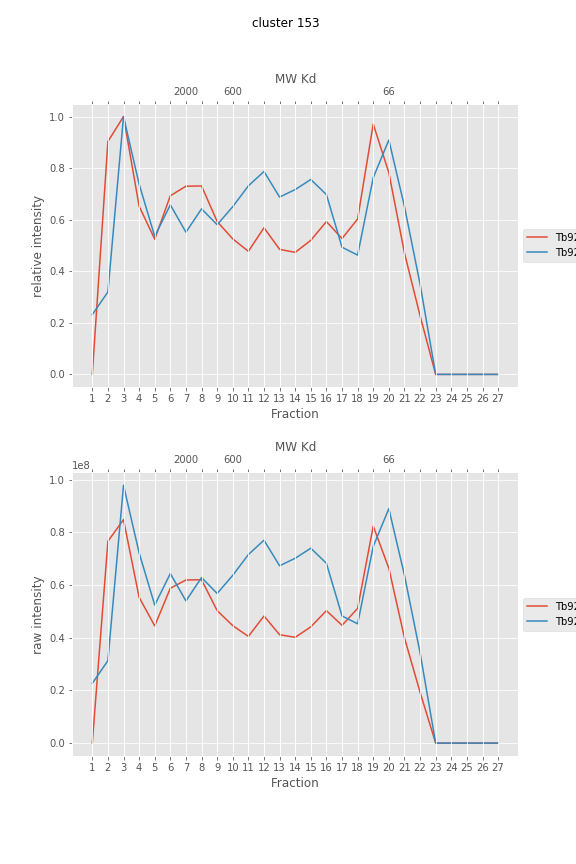 cluster 153
MW Kd
2000 600 66
1.0
0.8
0.6
0.4
0.2
0.0
relative intensity
Tb92
Tb92
1 2 3 4 5 6 7 8 9 10 11 12 13 14 15 16 17 18 19 20 21 22 23 24 25 26 27
Fraction
MW Kd
2000 600 66
1e8
1.0
0.8
0.6
0.4
0.2
0.0
raw intensity
Tb92
Tb92
1 2 3 4 5 6 7 8 9 10 11 12 13 14 15 16 17 18 19 20 21 22 23 24 25 26 27
Fraction